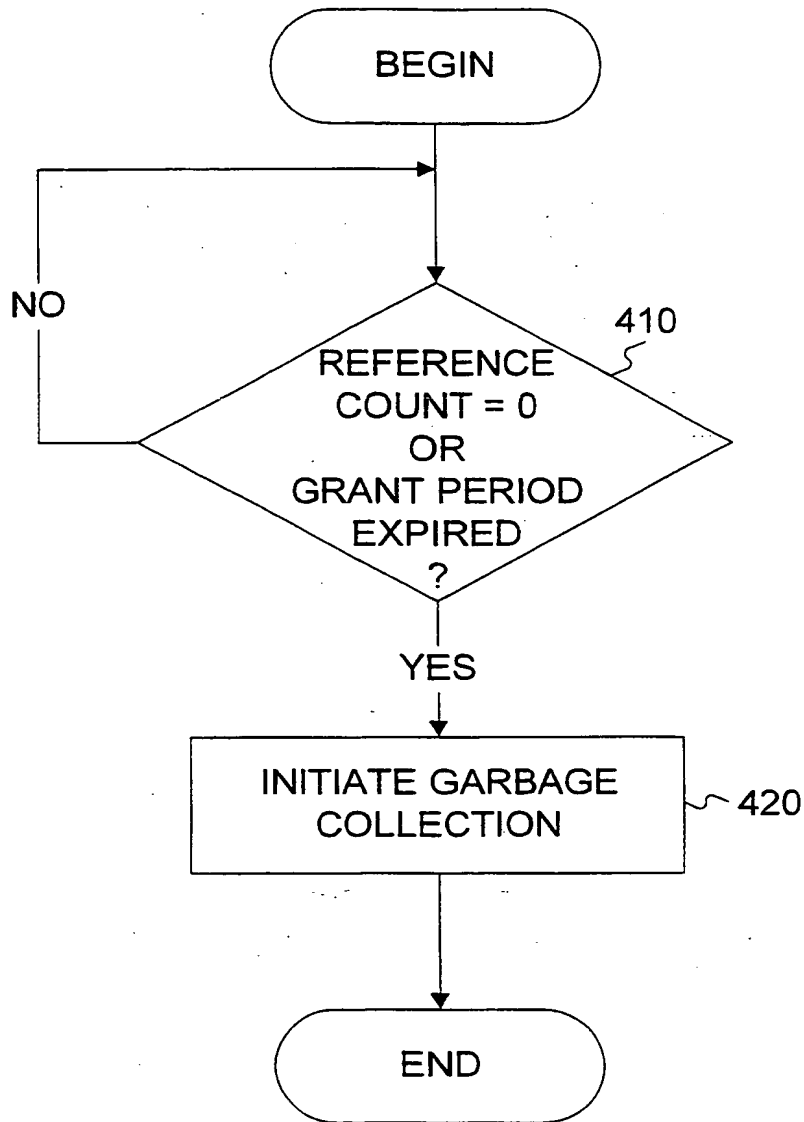 BEGIN
NO
410
REFERENCE
COUNT = 0
OR
GRANT PERIOD
EXPIRED
?
YES
INITIATE GARBAGE
COLLECTION
420
END